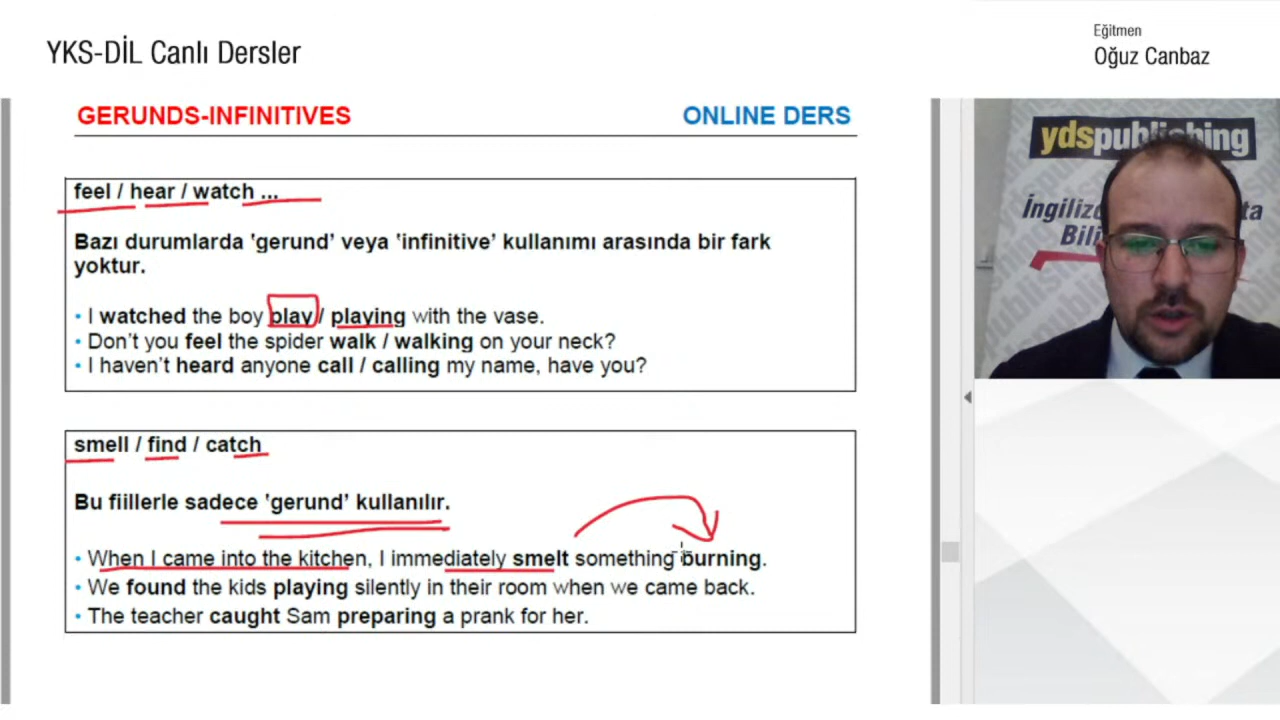 YKS-DİL Canlı Dersler
Eğitmen
Oğuz Canbaz
GERUNDS-INFINITIVES
ONLINE DERS
feel / hear / watch ...
Bazı durumlarda 'gerund' veya 'infinitive' kullanımı arasında bir fark
yoktur.
• I watched the boy play / playing with the vase.
• Don't you feel the spider walk / walking on your neck?
• I haven't heard anyone call / calling my name, have you?
smell / find / catch
Bu fiillerle sadece 'gerund' kullanılır.
• When I came into the kitchen, I immediately smelt something burning.
• We found the kids playing silently in their room when we came back.
• The teacher caught Sam preparing a prank for her.
ydspublishing